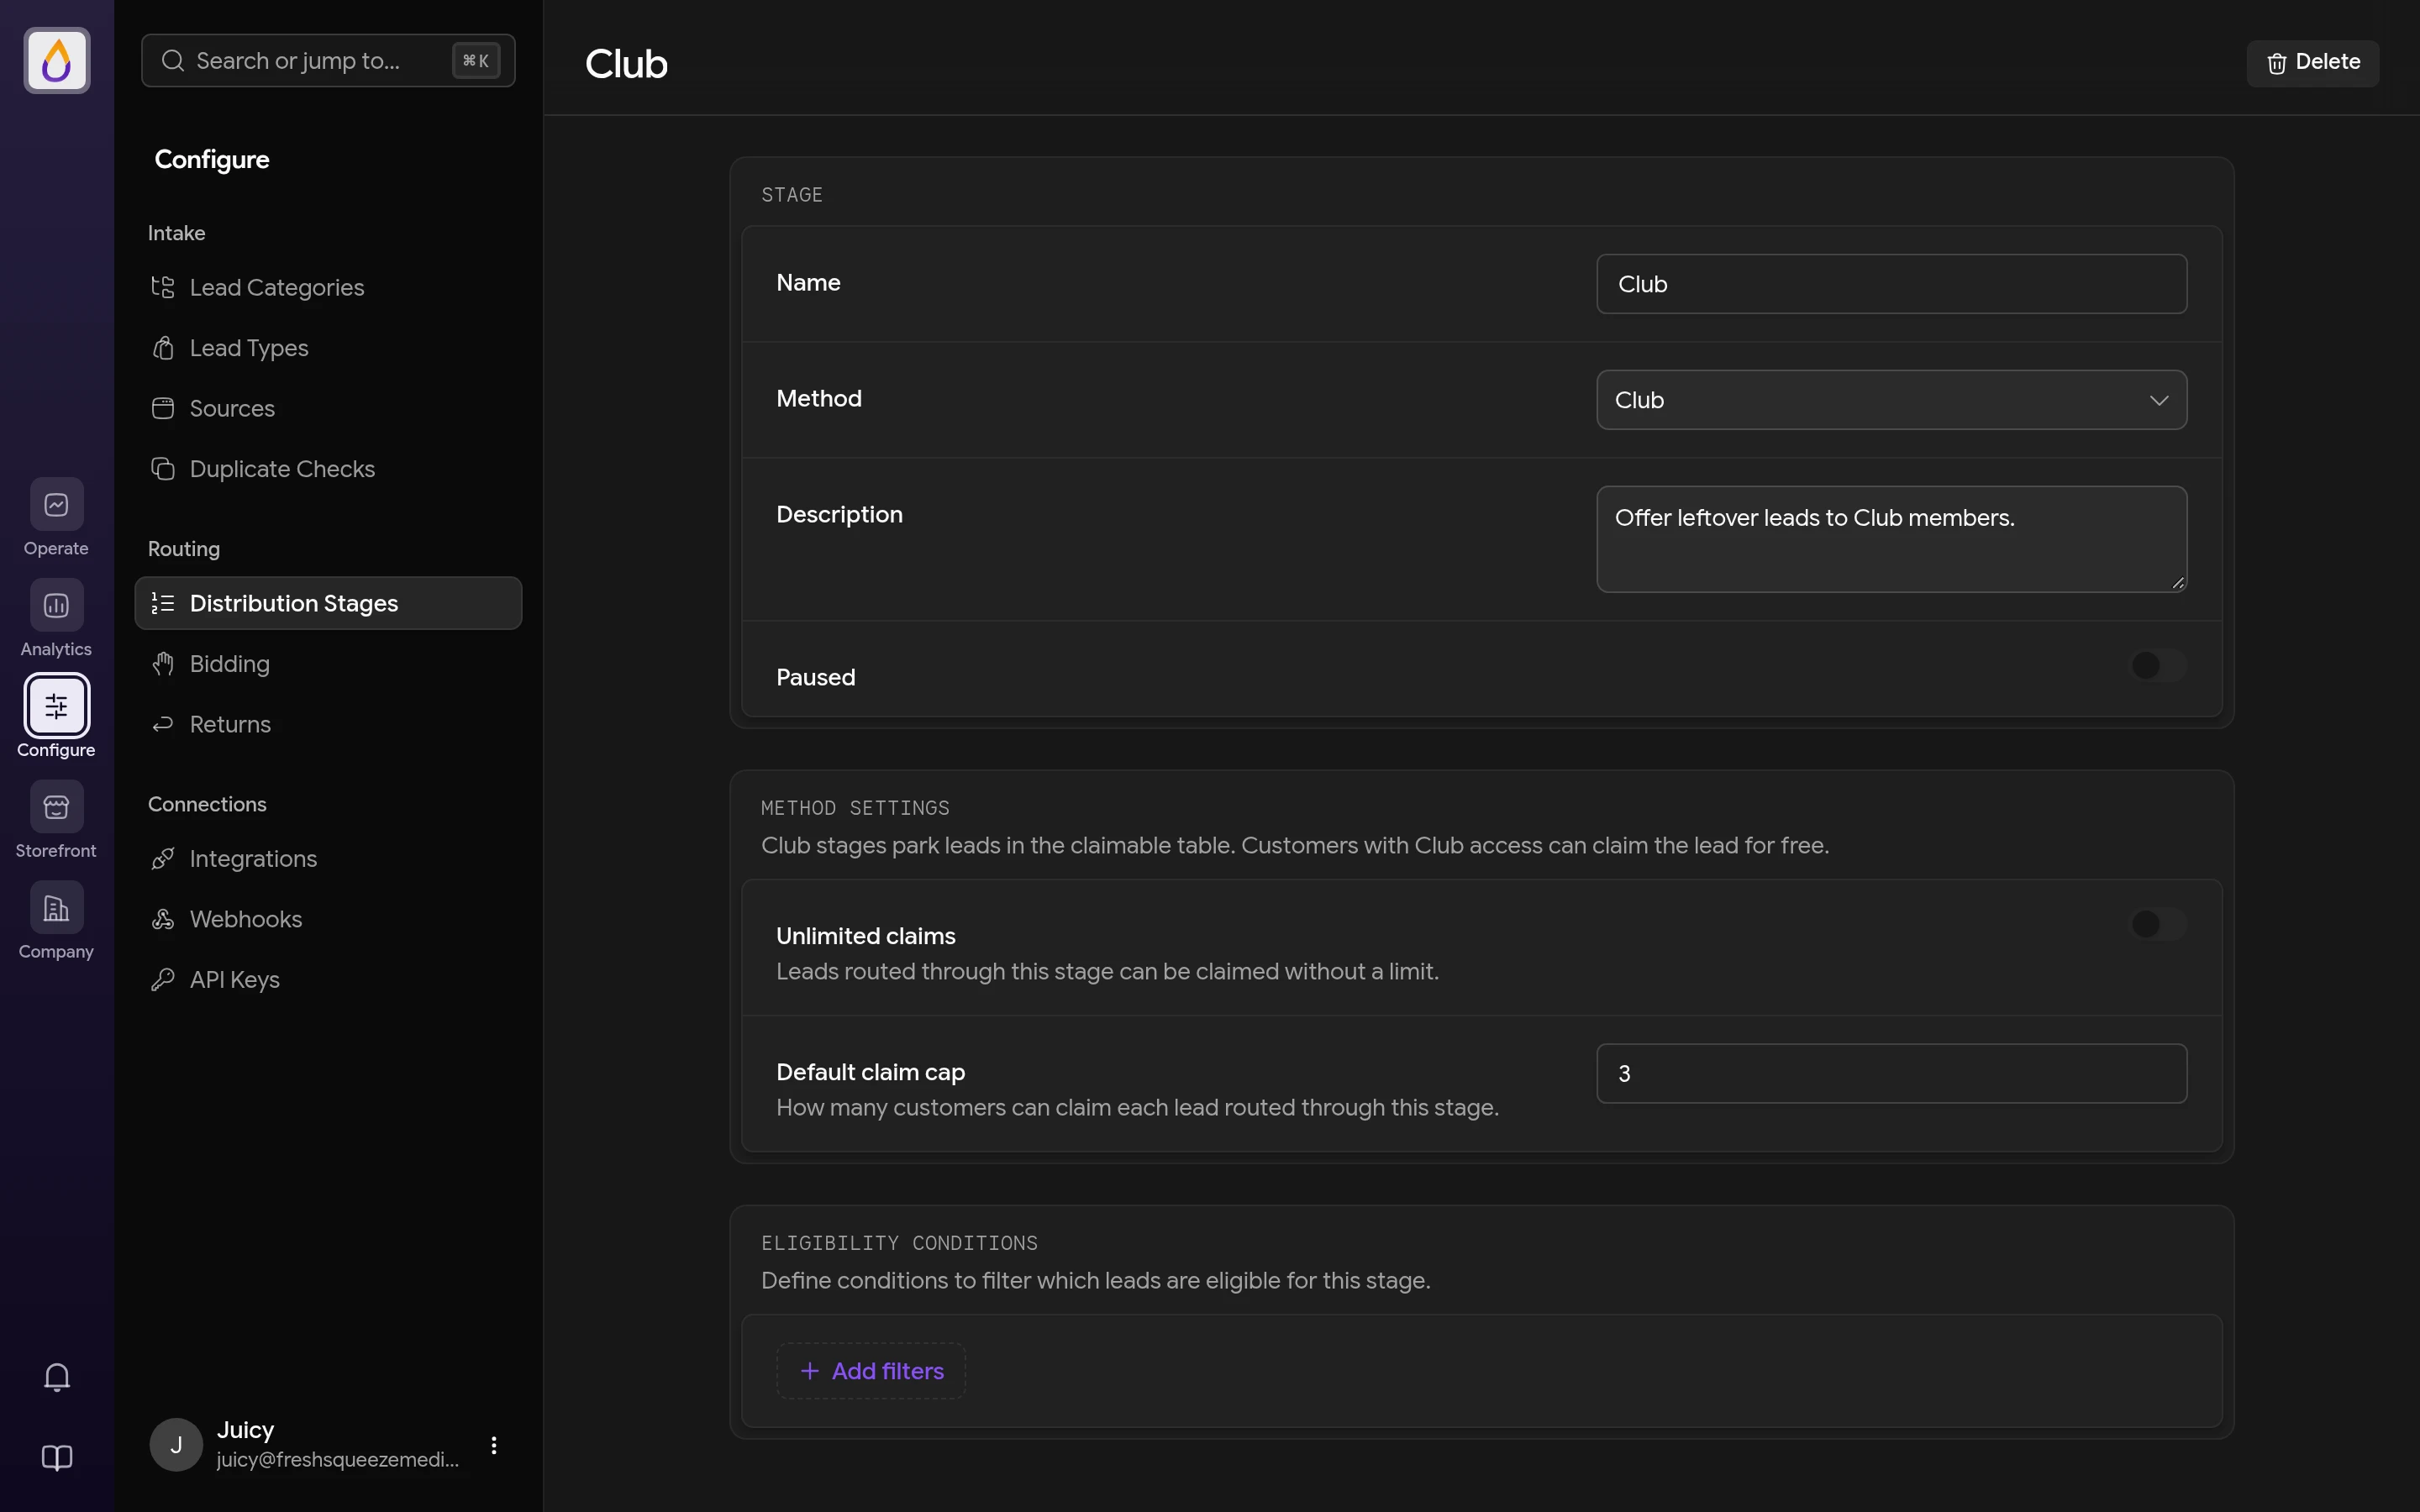 Search or jump to...
⌘K
Configure
Intake
Lead Categories
Lead Types
Sources
Duplicate Checks
Routing
Distribution Stages
Bidding
Returns
Connections
Integrations
Webhooks
API Keys
Operate
Analytics
Configure
Storefront
Company
J
Juicy
juicy@freshsqueezemedi...
Club
Delete
STAGE
Name
Club
Method
Club
Description
Offer leftover leads to Club members.
Paused
METHOD SETTINGS
Club stages park leads in the claimable table. Customers with Club access can claim the lead for free.
Unlimited claims
Leads routed through this stage can be claimed without a limit.
Default claim cap
3
How many customers can claim each lead routed through this stage.
ELIGIBILITY CONDITIONS
Define conditions to filter which leads are eligible for this stage.
+ Add filters